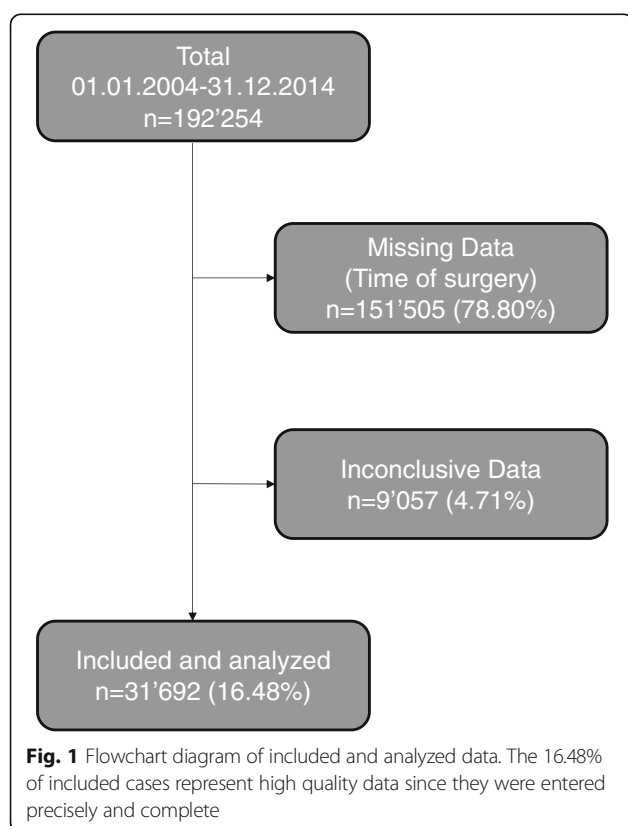 Total
01.01.2004-31.12.2014
n=192'254
Missing Data
(Time of surgery)
n=151'505 (78.80%)
Inconclusive Data
n=9'057 (4.71%)
Included and analyzed
n=31'692 (16.48%)
Fig. 1 Flowchart diagram of included and analyzed data. The 16.48%
of included cases represent high quality data since they were entered
precisely and complete